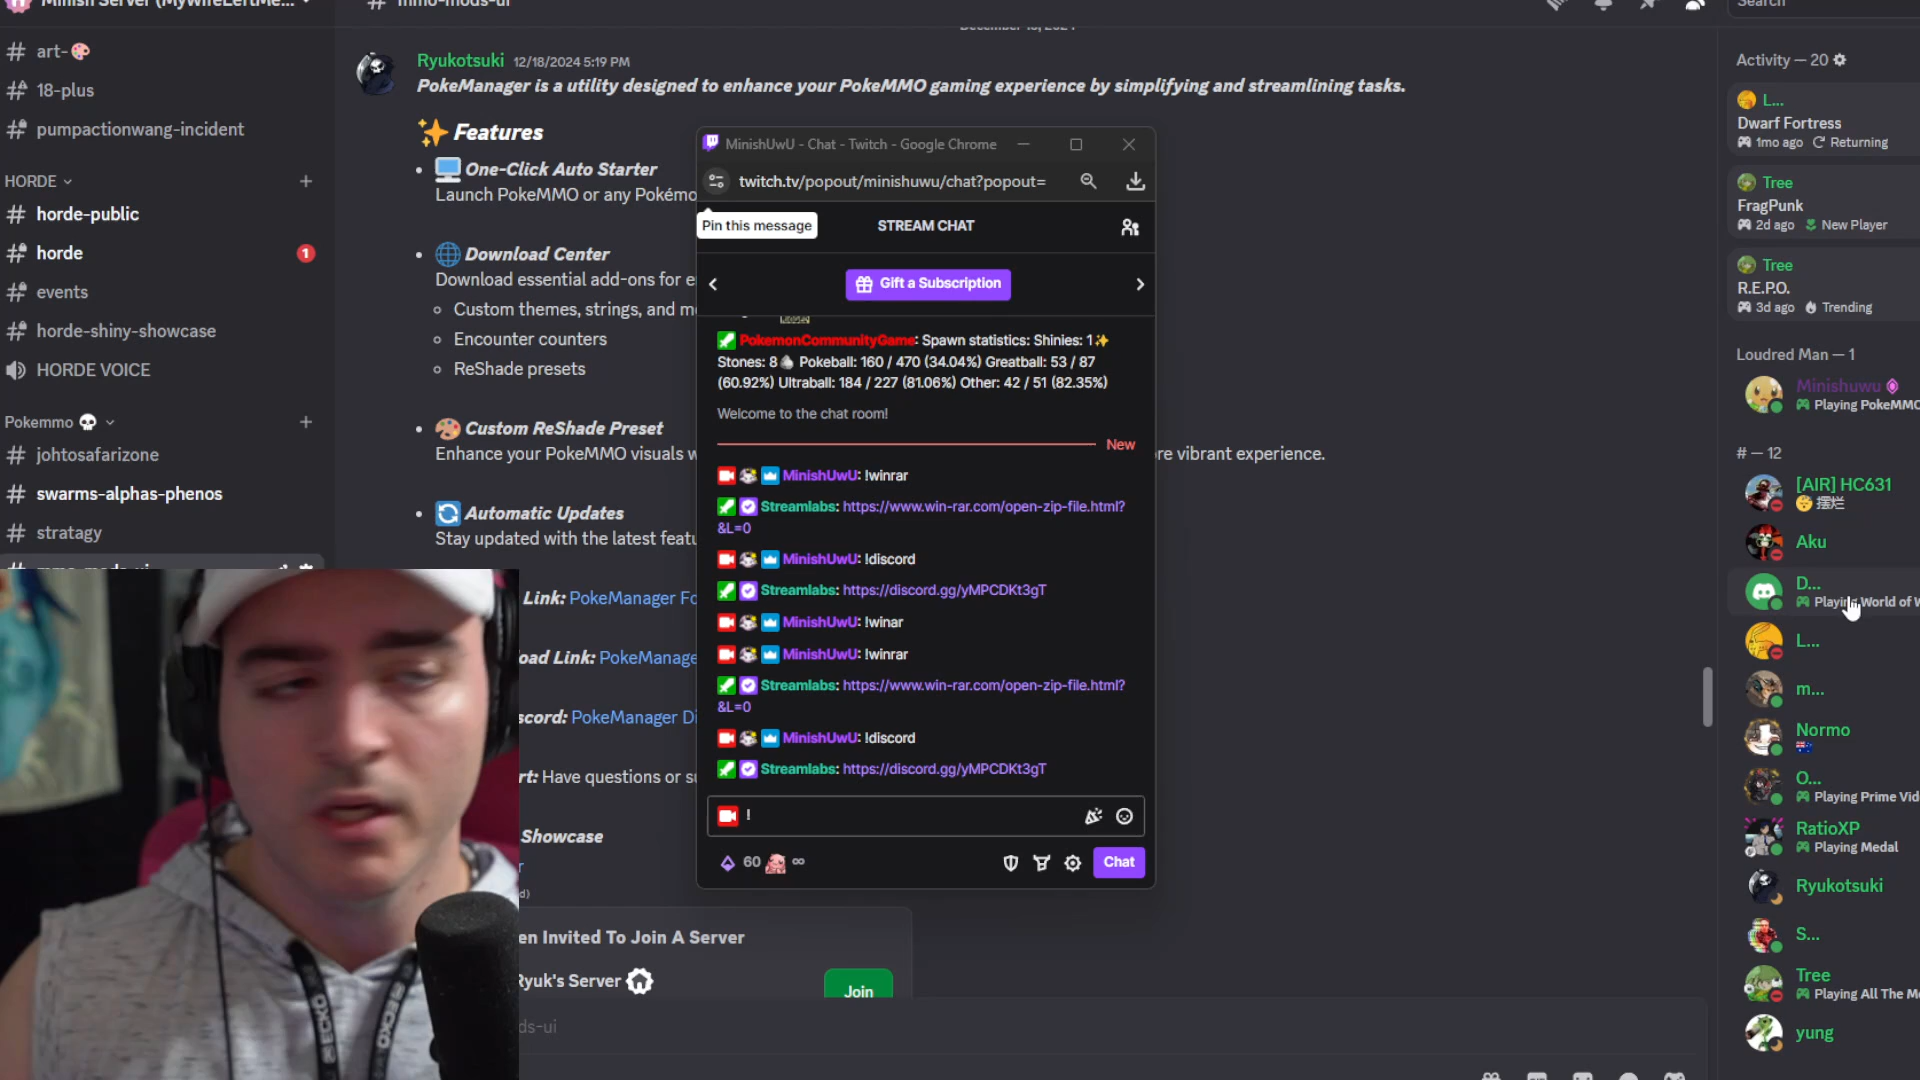 Minish Server (MyWifeLeftMe...
art-
18-plus
pumpactionwang-incident
HORDE
horde-public
horde
1
events
horde-shiny-showcase
HORDE VOICE
Pokemmo
johtosafarizone
swarms-alphas-phenos
stratagy
mmo-mods-ui
# mmo-mods-ui
Ryukotsuki 12/18/2024 5:19 PM
PokeManager is a utility designed to enhance your PokeMMO gaming experience by simplifying and streamlining tasks.
Features
One-Click Auto Starter
Launch PokeMMO or any Pokémo
Download Center
Download essential add-ons for e
Custom themes, strings, and m
Encounter counters
ReShade presets
Custom ReShade Preset
Enhance your PokeMMO visuals w
re vibrant experience.
Automatic Updates
Stay updated with the latest featu
Link: PokeManager Fo
oad Link: PokeManage
scord: PokeManager Di
rt: Have questions or su
Showcase
en Invited To Join A Server
Ryuk's Server
Join
ds-ui
MinishUwU - Chat - Twitch - Google Chrome
twitch.tv/popout/minishuwu/chat?popout=
Pin this message
STREAM CHAT
Gift a Subscription
PokemonCommunityGame: Spawn statistics: Shinies: 1✨
Stones: 8 Pokeball: 160 / 470 (34.04%) Greatball: 53 / 87
(60.92%) Ultraball: 184 / 227 (81.06%) Other: 42 / 51 (82.35%)
Welcome to the chat room!
New
MinishUwU: !winrar
Streamlabs: https://www.win-rar.com/open-zip-file.html?
&L=0
MinishUwU: !discord
Streamlabs: https://discord.gg/yMPCDKt3gT
MinishUwU: !winar
MinishUwU: !winrar
Streamlabs: https://www.win-rar.com/open-zip-file.html?
&L=0
MinishUwU: !discord
Streamlabs: https://discord.gg/yMPCDKt3gT
!
60 ∞
Chat
Search
Activity — 20
L...
Dwarf Fortress
1mo ago Returning
Tree
FragPunk
2d ago New Player
Tree
R.E.P.O.
3d ago Trending
Loudred Man — 1
Minishuwu
Playing PokeMMO
# — 12
[AIR] HC631
摆烂
Aku
D...
Playing World of W
L...
m...
Normo
O...
Playing Prime Vid
RatioXP
Playing Medal
Ryukotsuki
S...
Tree
Playing All The Mo
yung
GECKO